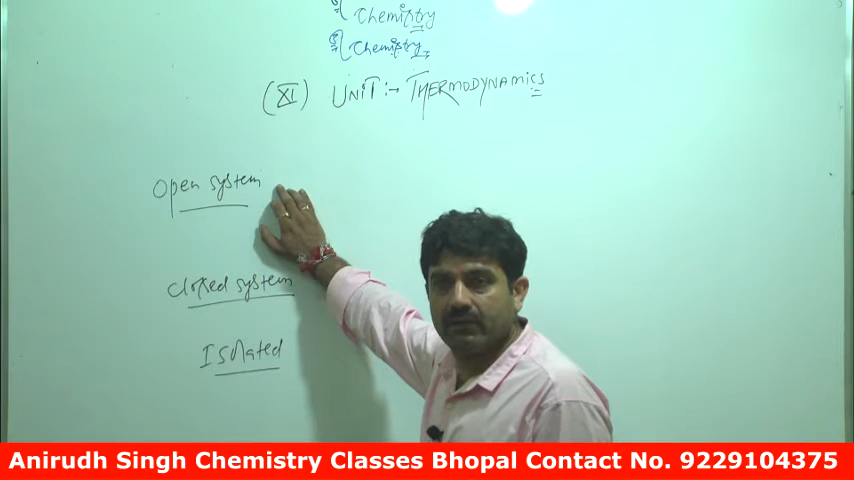 Chemistry
Chemistry
(XI) UNIT :→ THERMODYNAMICS
Open system
Closed system
Isolated
Anirudh Singh Chemistry Classes Bhopal Contact No. 9229104375